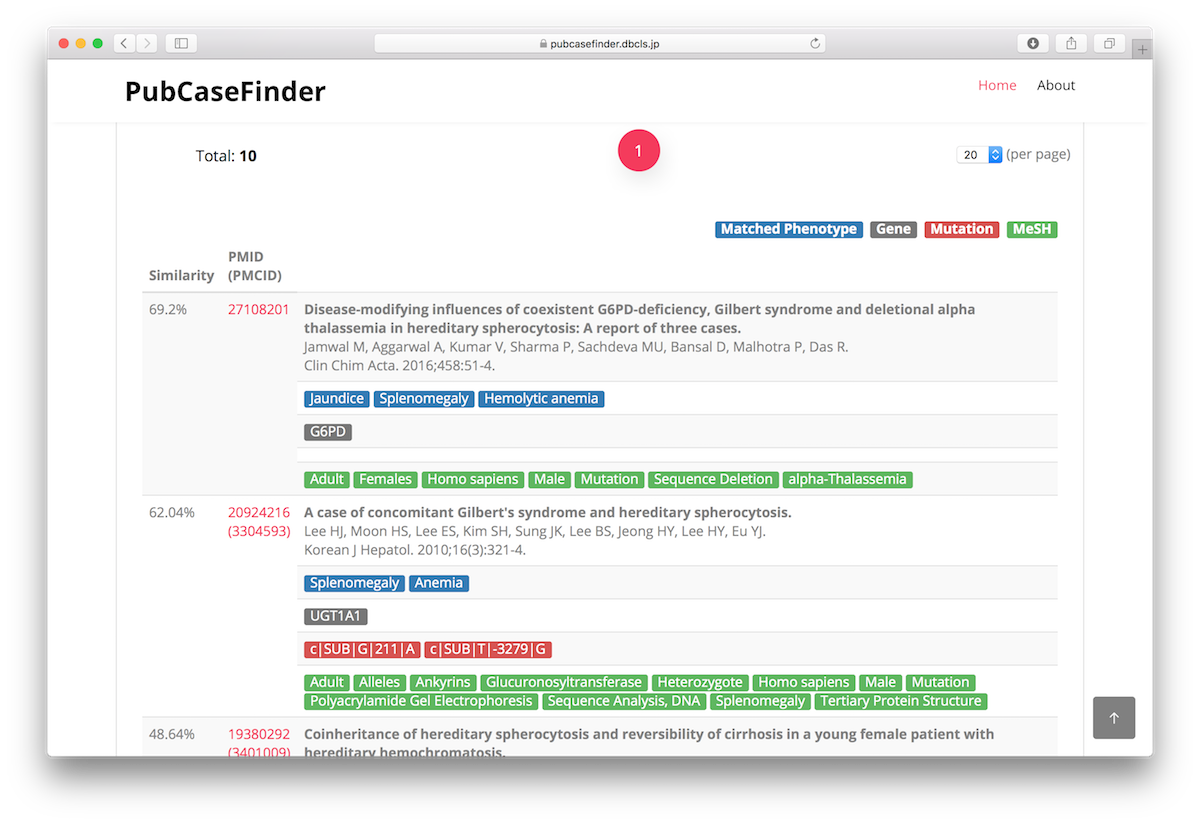 pubcasefinder.dbcls.jp
PubCaseFinder
Home About
Total: 10
1
20 (per page)
Matched Phenotype Gene Mutation MeSH
Similarity PMID (PMCID)
69.2% 27108201 Disease-modifying influences of coexistent G6PD-deficiency, Gilbert syndrome and deletional alpha
thalassemia in hereditary spherocytosis: A report of three cases.
Jamwal M, Aggarwal A, Kumar V, Sharma P, Sachdeva MU, Bansal D, Malhotra P, Das R.
Clin Chim Acta. 2016;458:51-4.
Jaundice Splenomegaly Hemolytic anemia
G6PD
Adult Females Homo sapiens Male Mutation Sequence Deletion alpha-Thalassemia
62.04% 20924216 A case of concomitant Gilbert's syndrome and hereditary spherocytosis.
(3304593) Lee HJ, Moon HS, Lee ES, Kim SH, Sung JK, Lee BS, Jeong HY, Lee HY, Eu YJ.
Korean J Hepatol. 2010;16(3):321-4.
Splenomegaly Anemia
UGT1A1
c|SUB|G|211|A c|SUB|T|-3279|G
Adult Alleles Ankyrins Glucuronosyltransferase Heterozygote Homo sapiens Male Mutation
Polyacrylamide Gel Electrophoresis Sequence Analysis, DNA Splenomegaly Tertiary Protein Structure
48.64% 19380292 Coinheritance of hereditary spherocytosis and reversibility of cirrhosis in a young female patient with
(3401009) hereditary hemochromatosis.